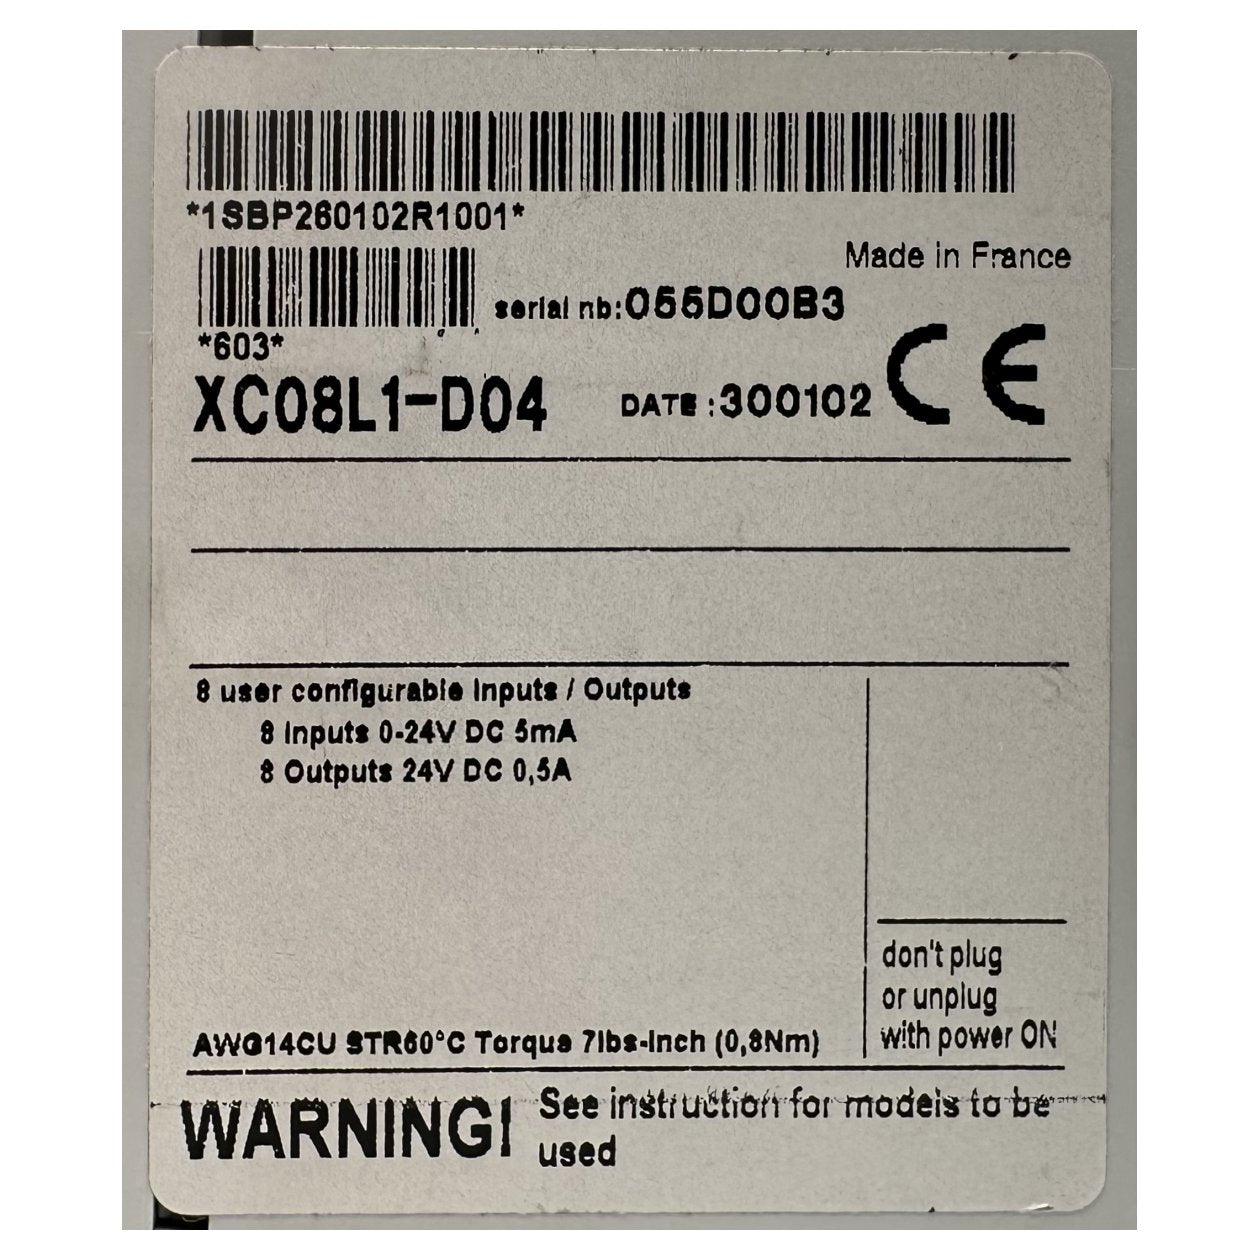 *1SBP260102R1001*
Made in France
serial nb:055D00B3
*603*
XC08L1-D04
DATE :300102
CE
8 user configurable Inputs / Outputs
8 Inputs 0-24V DC 5mA
8 Outputs 24V DC 0,5A
don't plug
or unplug
with power ON
AWG14CU STR60°C Torque 7lbs-Inch (0,8Nm)
WARNING!
See instruction for models to be
used